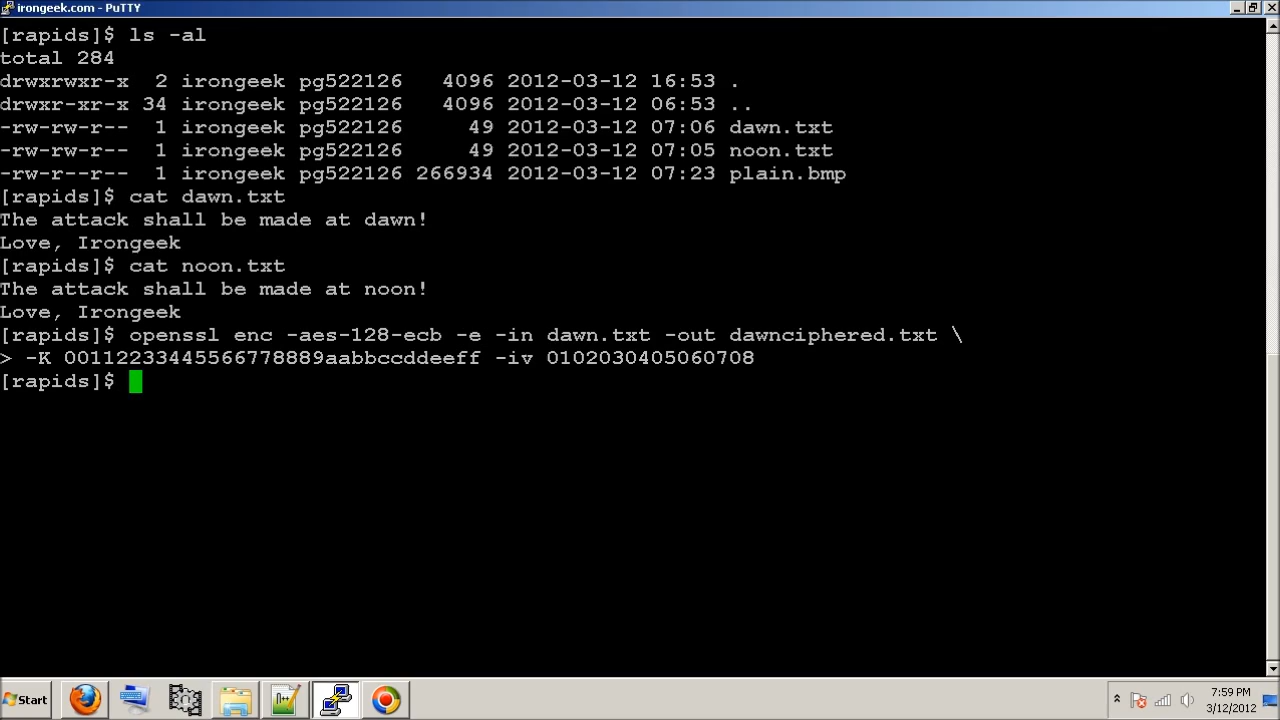 irongeek.com - PuTTY
[rapids]$ ls -al
total 284
drwxrwxr-x  2 irongeek pg522126   4096 2012-03-12 16:53 .
drwxr-xr-x 34 irongeek pg522126   4096 2012-03-12 06:53 ..
-rw-rw-r--  1 irongeek pg522126     49 2012-03-12 07:06 dawn.txt
-rw-rw-r--  1 irongeek pg522126     49 2012-03-12 07:05 noon.txt
-rw-r--r--  1 irongeek pg522126 266934 2012-03-12 07:23 plain.bmp
[rapids]$ cat dawn.txt
The attack shall be made at dawn!
Love, Irongeek
[rapids]$ cat noon.txt
The attack shall be made at noon!
Love, Irongeek
[rapids]$ openssl enc -aes-128-ecb -e -in dawn.txt -out dawnciphered.txt \
> -K 00112233445566778889aabbccddeeff -iv 0102030405060708
[rapids]$
Start
7:59 PM
3/12/2012